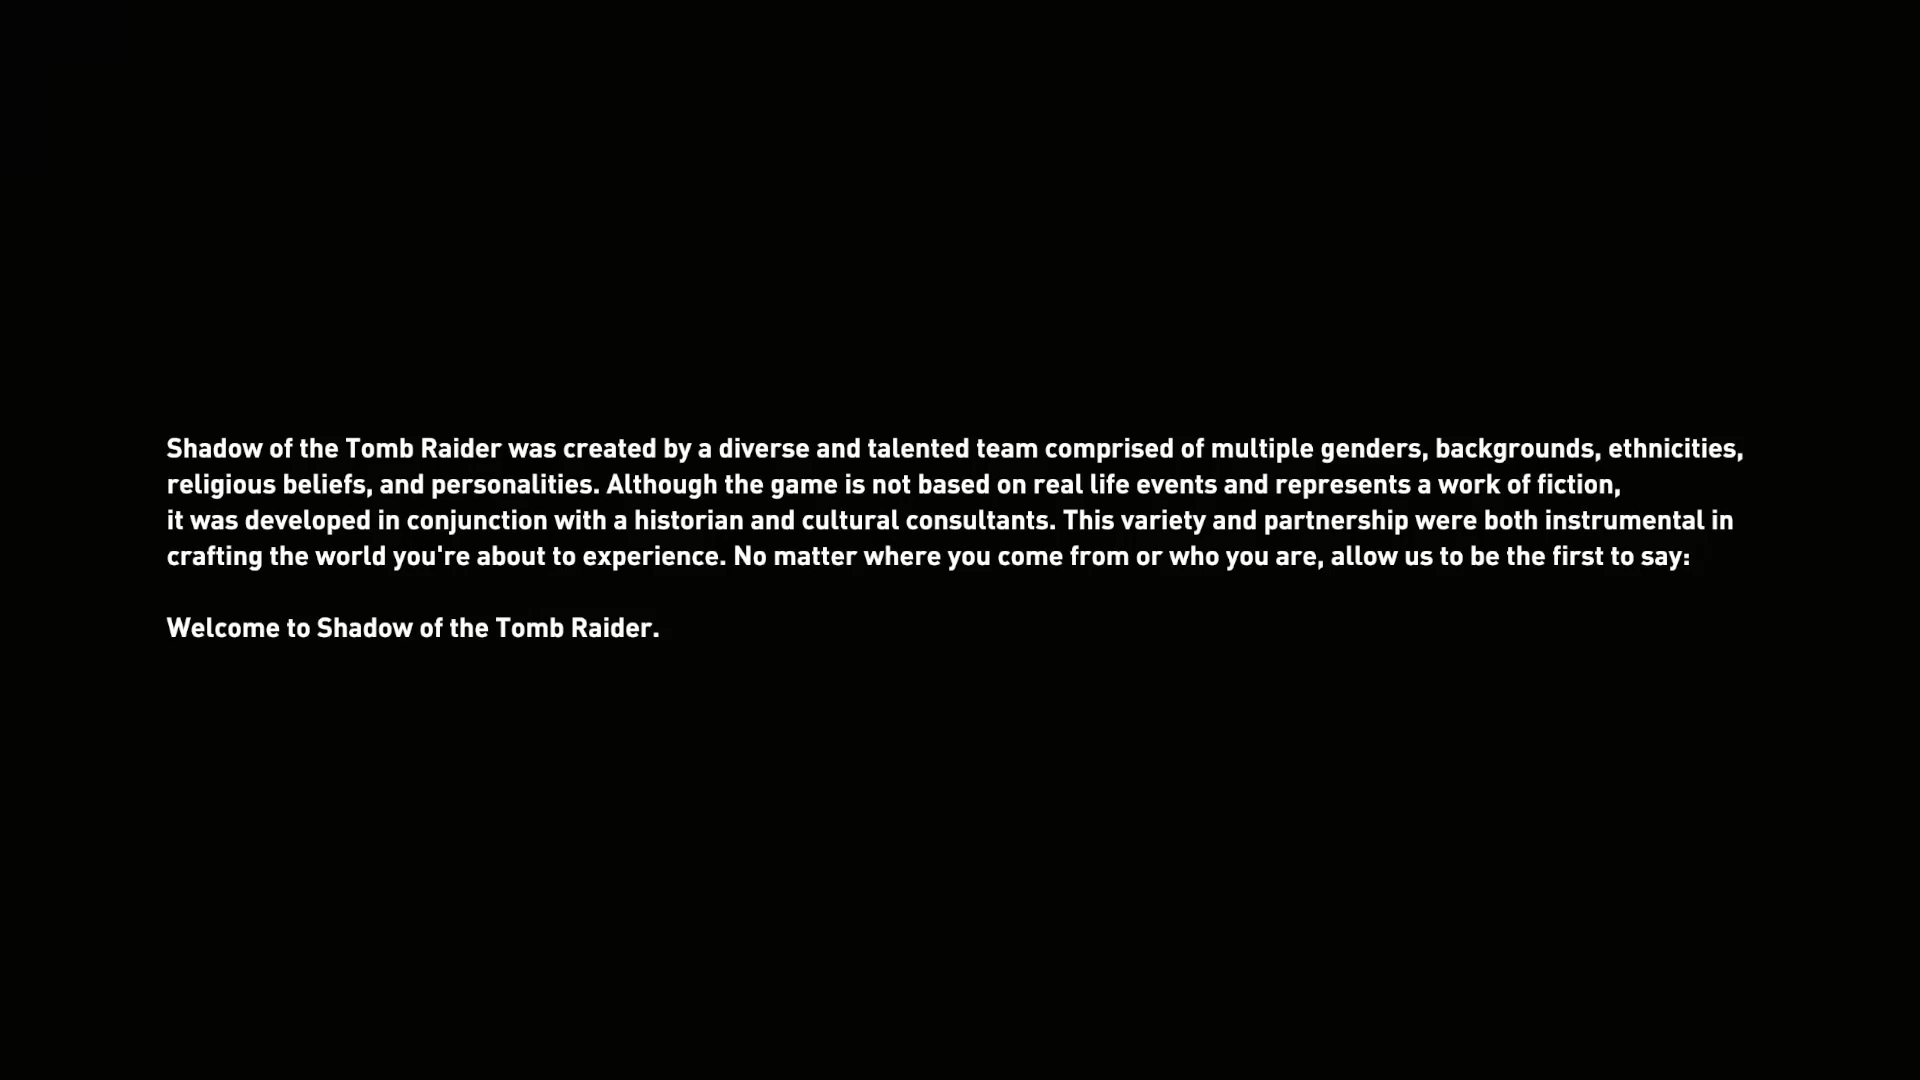 Shadow of the Tomb Raider was created by a diverse and talented team comprised of multiple genders, backgrounds, ethnicities,
religious beliefs, and personalities. Although the game is not based on real life events and represents a work of fiction,
it was developed in conjunction with a historian and cultural consultants. This variety and partnership were both instrumental in
crafting the world you're about to experience. No matter where you come from or who you are, allow us to be the first to say:
Welcome to Shadow of the Tomb Raider.